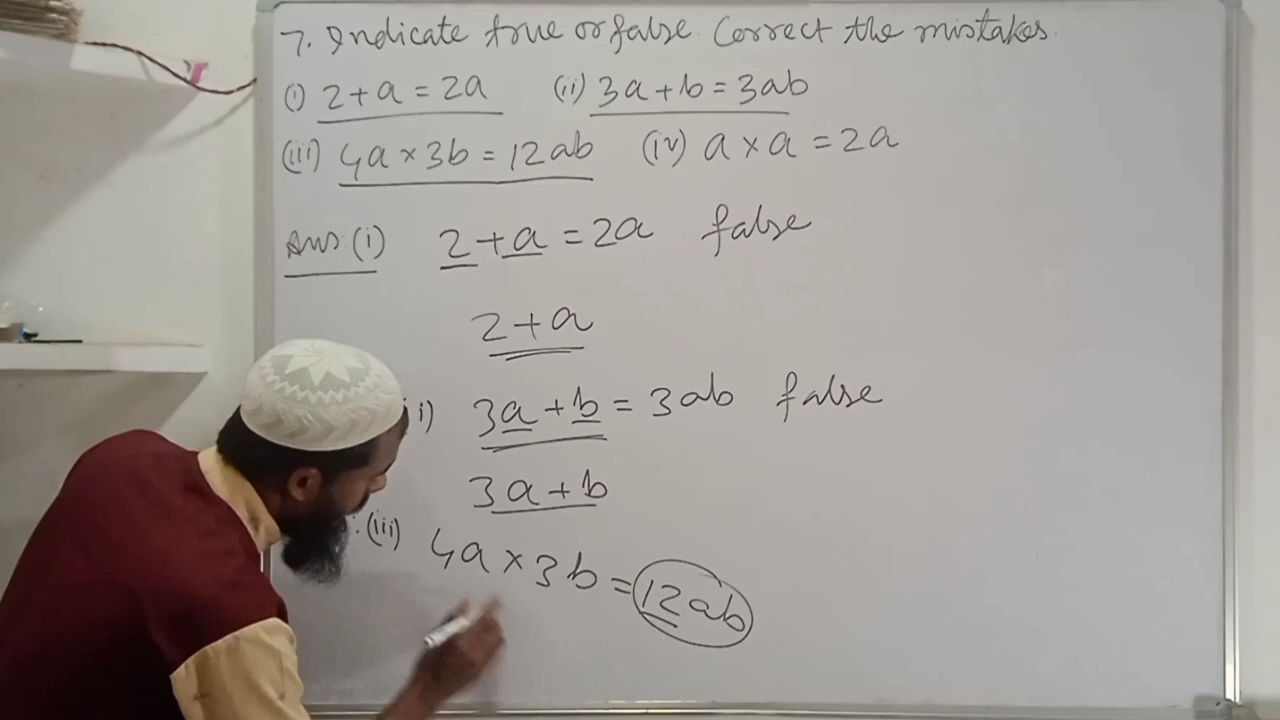 7. Indicate true or false. Correct the mistakes.
(i) 2+a = 2a (ii) 3a+b = 3ab
(iii) 4a×3b = 12ab (iv) a×a = 2a
Ans: (i) 2+a = 2a false
2+a
i) 3a+b = 3ab false
3a+b
(iii) 4a×3b = 12ab